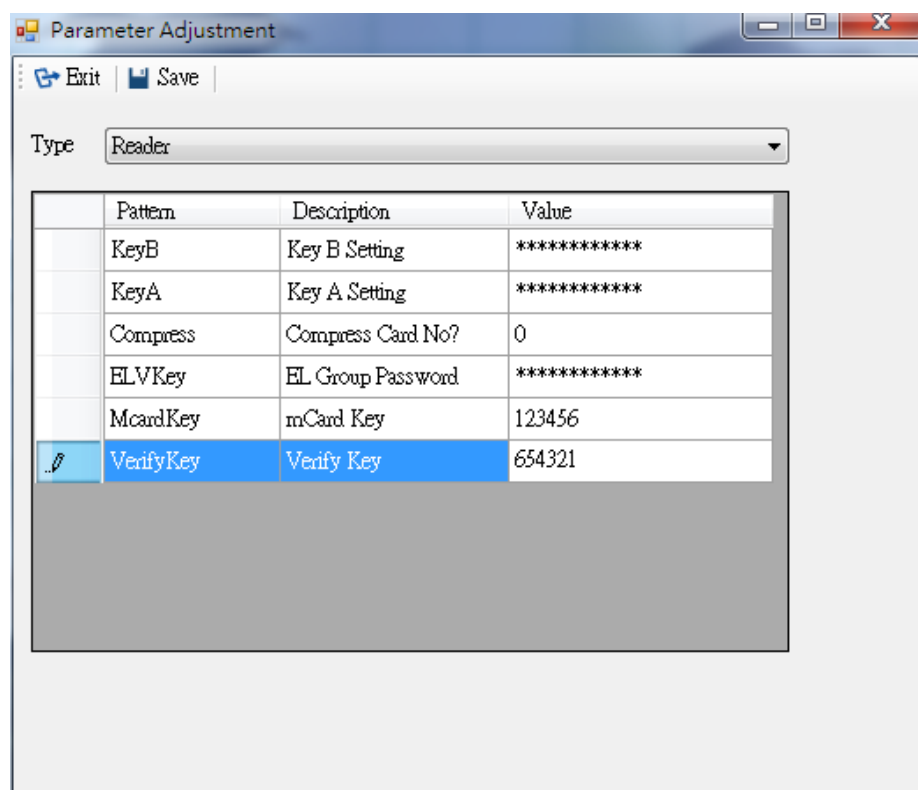 Parameter Adjustment
Exit Save
Type Reader
Pattern Description Value
KeyB Key B Setting ************
KeyA Key A Setting ************
Compress Compress Card No? 0
ELVKey EL Group Password ************
McardKey mCard Key 123456
VerifyKey Verify Key 654321